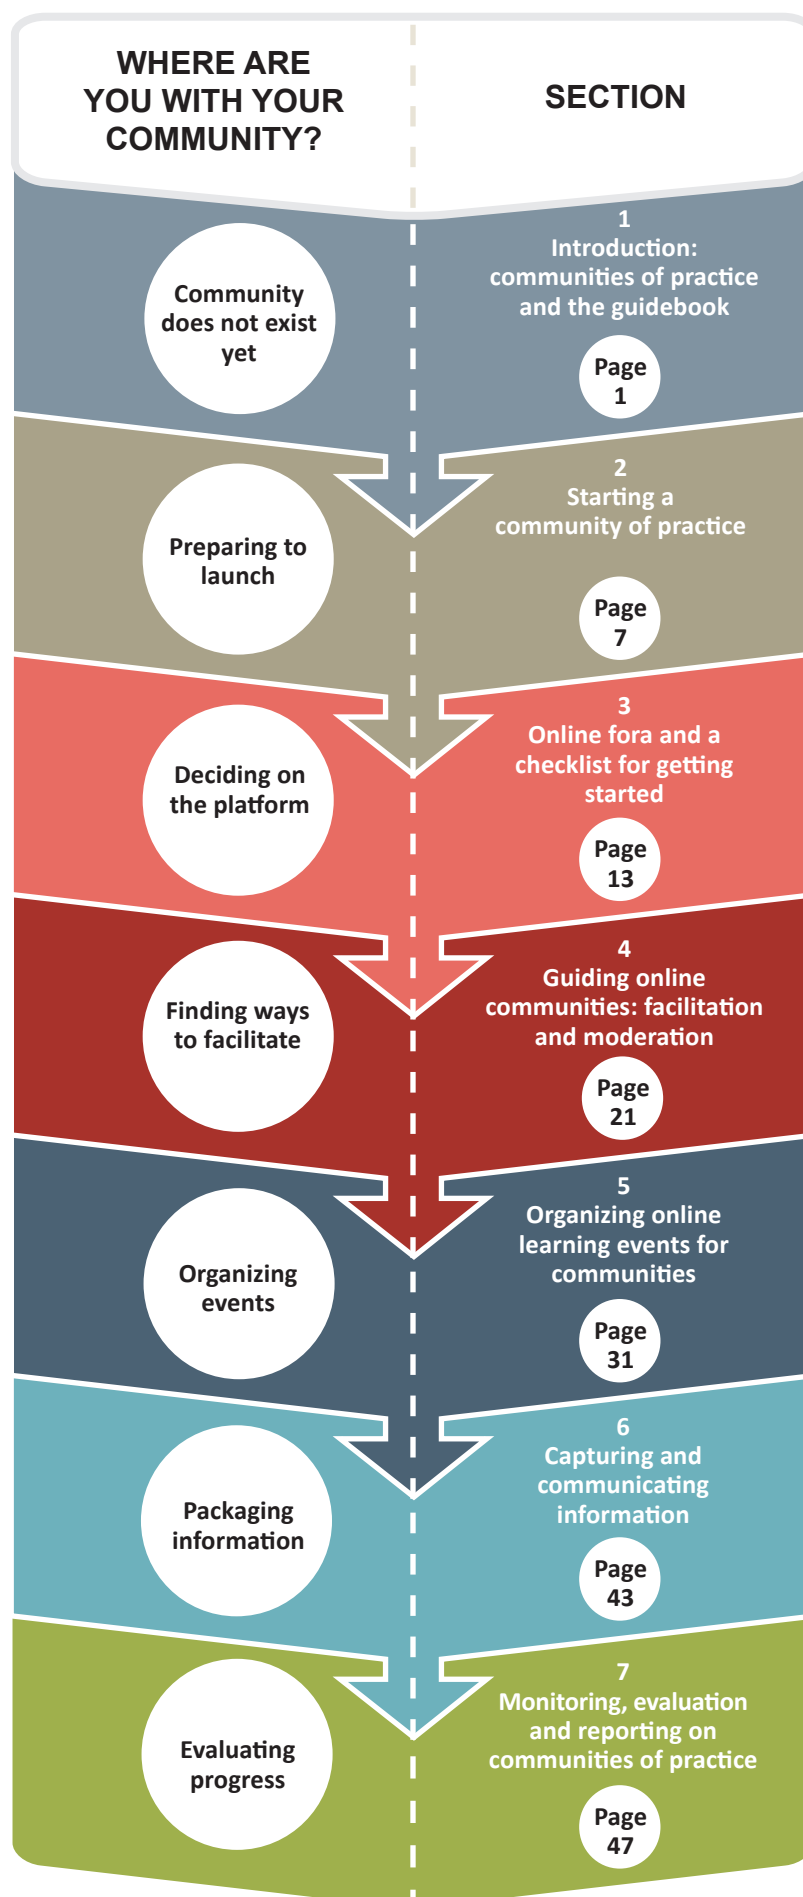 WHERE ARE
YOU WITH YOUR
COMMUNITY?
SECTION
Community
does not exist
yet
1
Introduction:
communities of practice
and the guidebook
Page
1
Preparing to
launch
2
Starting a
community of practice
Page
7
Deciding on
the platform
3
Online fora and a
checklist for getting
started
Page
13
Finding ways
to facilitate
4
Guiding online
communities: facilitation
and moderation
Page
21
Organizing
events
5
Organizing online
learning events for
communities
Page
31
Packaging
information
6
Capturing and
communicating
information
Page
43
Evaluating
progress
7
Monitoring, evaluation
and reporting on
communities of practice
Page
47